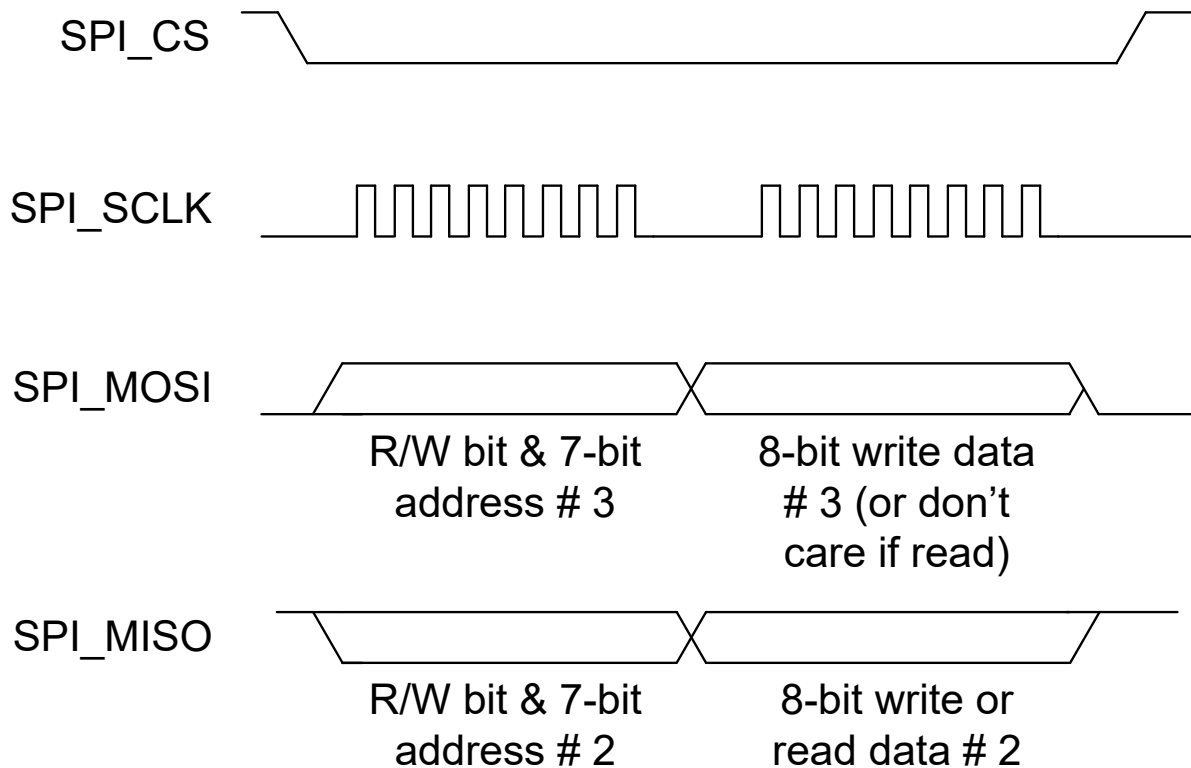 SPI_CS
SPI_SCLK
SPI_MOSI
R/W bit & 7-bit
address # 3
8-bit write data
# 3 (or don’t
care if read)
SPI_MISO
R/W bit & 7-bit
address # 2
8-bit write or
read data # 2